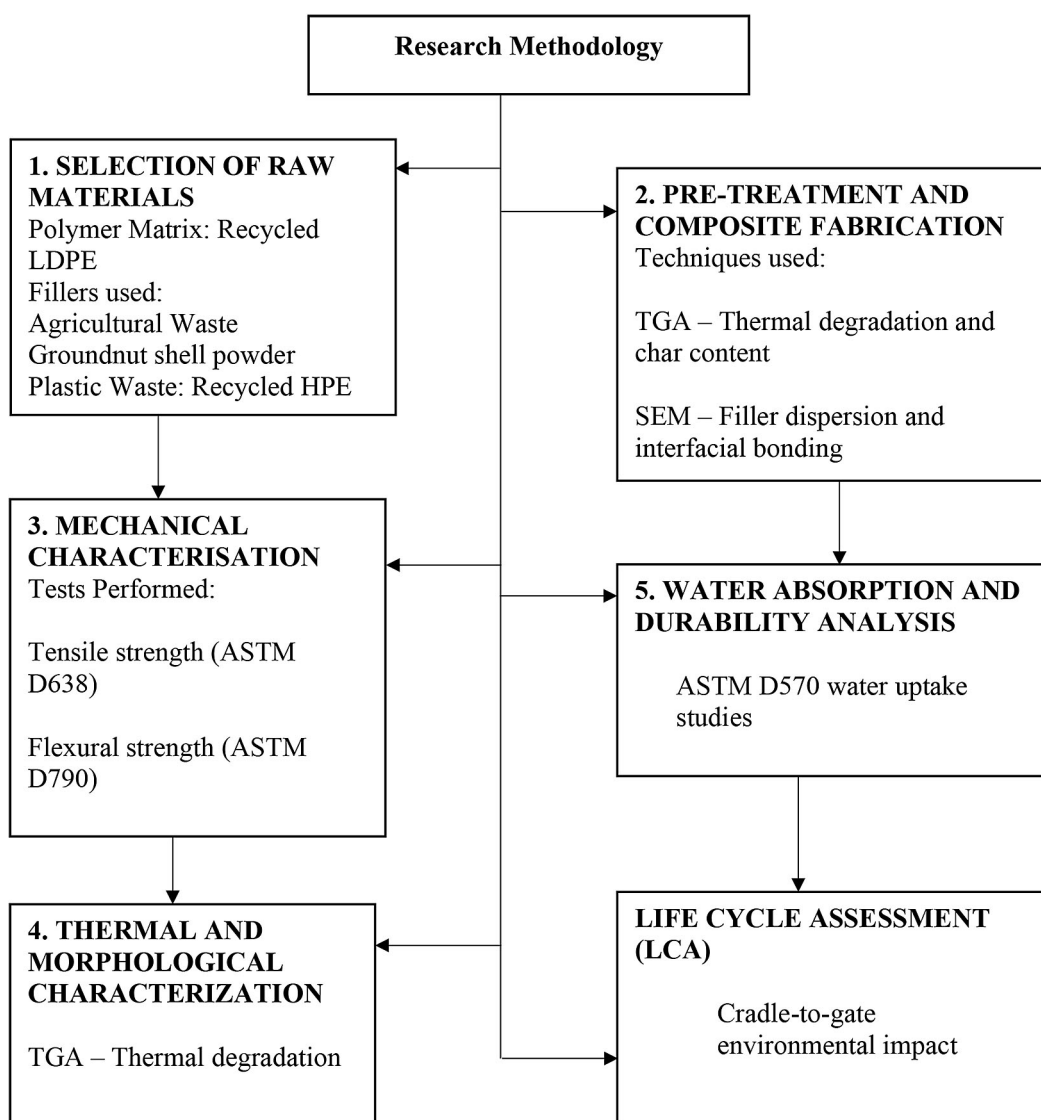 Research Methodology
1. SELECTION OF RAW
MATERIALS
Polymer Matrix: Recycled
LDPE
Fillers used:
Agricultural Waste
Groundnut shell powder
Plastic Waste: Recycled HPE
2. PRE-TREATMENT AND
COMPOSITE FABRICATION
Techniques used:
TGA – Thermal degradation and
char content
SEM – Filler dispersion and
interfacial bonding
3. MECHANICAL
CHARACTERISATION
Tests Performed:
Tensile strength (ASTM
D638)
Flexural strength (ASTM
D790)
5. WATER ABSORPTION AND
DURABILITY ANALYSIS
ASTM D570 water uptake
studies
4. THERMAL AND
MORPHOLOGICAL
CHARACTERIZATION
TGA – Thermal degradation
LIFE CYCLE ASSESSMENT
(LCA)
Cradle-to-gate
environmental impact